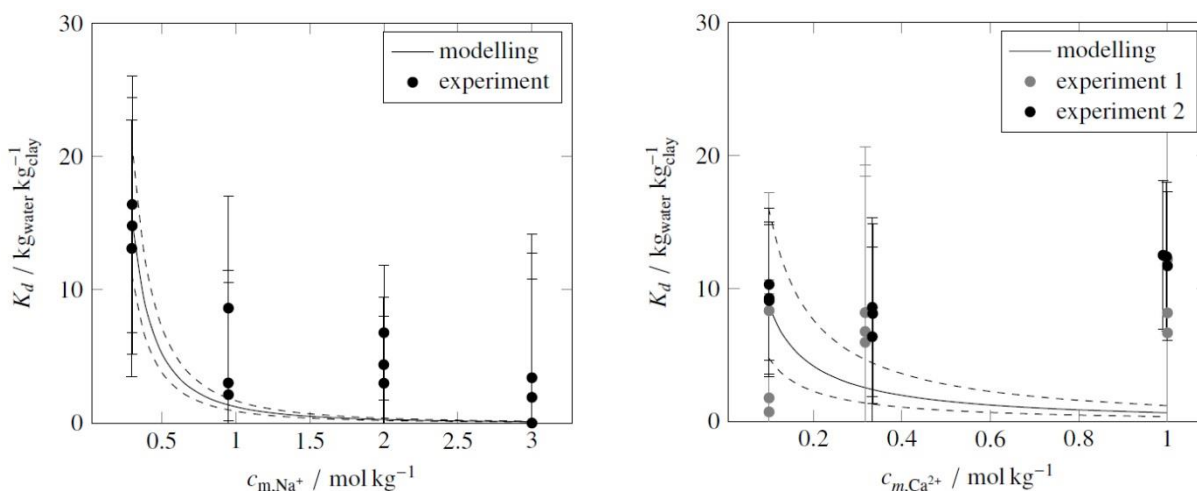 30
20
10
0
0.5 1 1.5 2 2.5 3
K_d / kg_water kg_clay^−1
c_m,Na^+ / mol kg^−1
modelling
experiment
30
20
10
0
0.2 0.4 0.6 0.8 1
K_d / kg_water kg_clay^−1
c_m,Ca^2+ / mol kg^−1
modelling
experiment 1
experiment 2